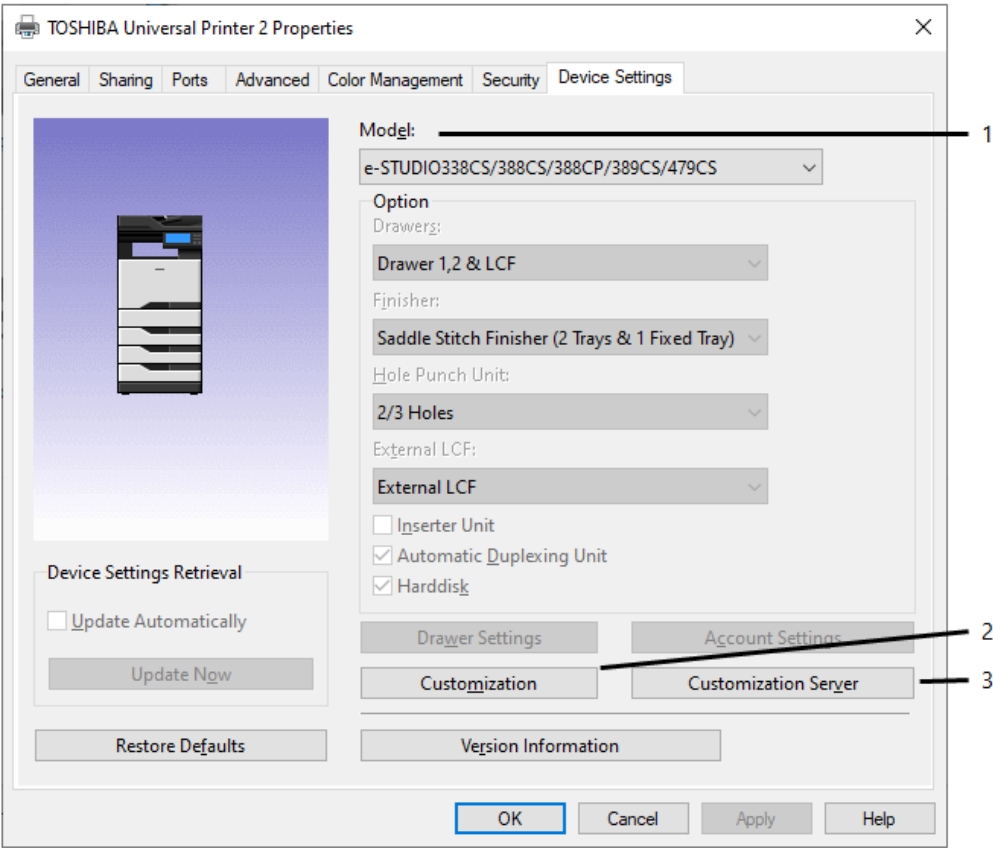 TOSHIBA Universal Printer 2 Properties
General Sharing Ports Advanced Color Management Security Device Settings
Model: 1
e-STUDIO338CS/388CS/388CP/389CS/479CS
Option
Drawers:
Drawer 1,2 & LCF
Finisher:
Saddle Stitch Finisher (2 Trays & 1 Fixed Tray)
Hole Punch Unit:
2/3 Holes
External LCF:
External LCF
Inserter Unit
Automatic Duplexing Unit
Harddisk
Device Settings Retrieval
Update Automatically
Update Now
Drawer Settings Account Settings 2
Customization Customization Server 3
Restore Defaults Version Information
OK Cancel Apply Help